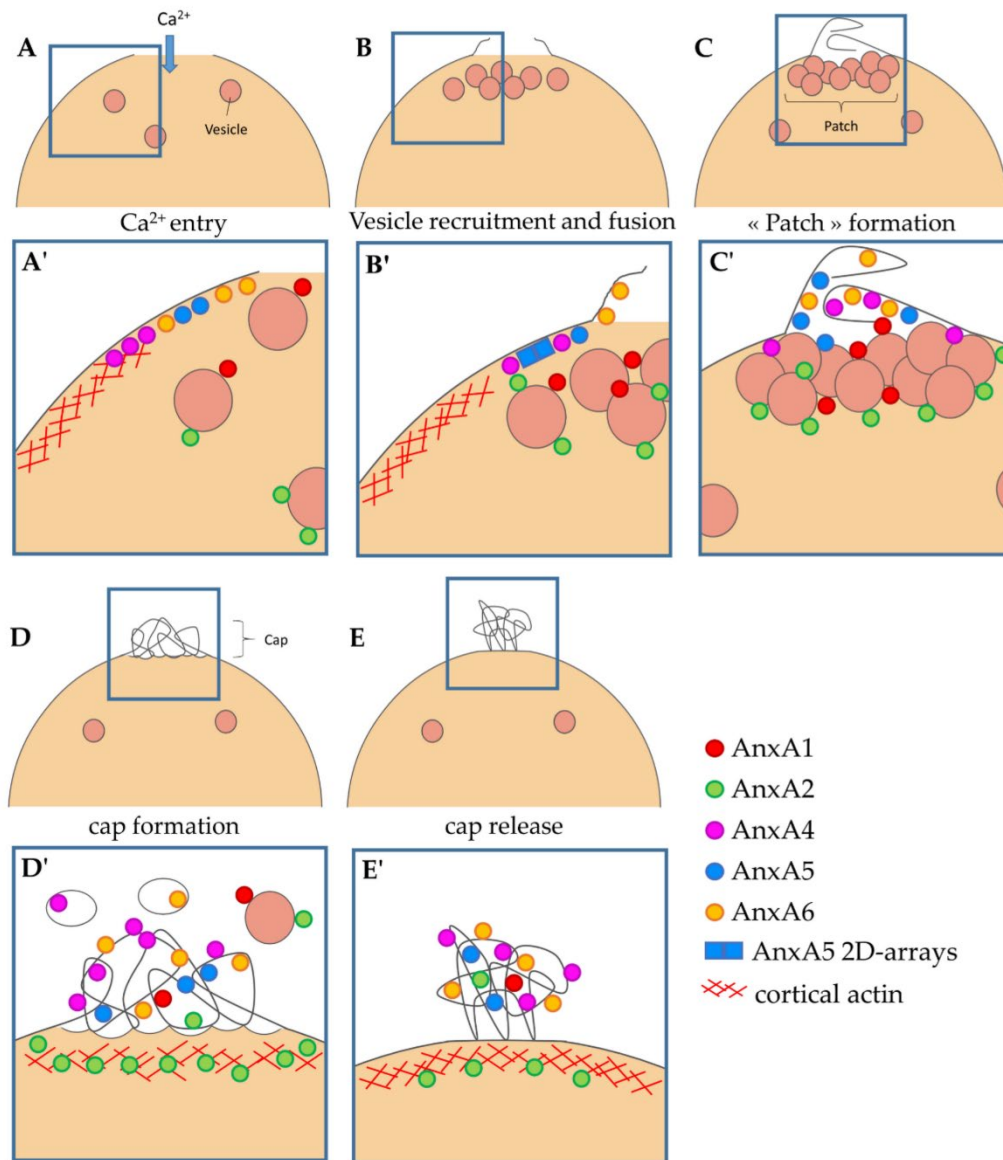 A
Ca²⁺
Vesicle
Ca²⁺ entry
B
Vesicle recruitment and fusion
C
Patch
« Patch » formation
A'
B'
C'
D
Cap
cap formation
E
cap release
D'
E'
AnxA1
AnxA2
AnxA4
AnxA5
AnxA6
AnxA5 2D-arrays
cortical actin